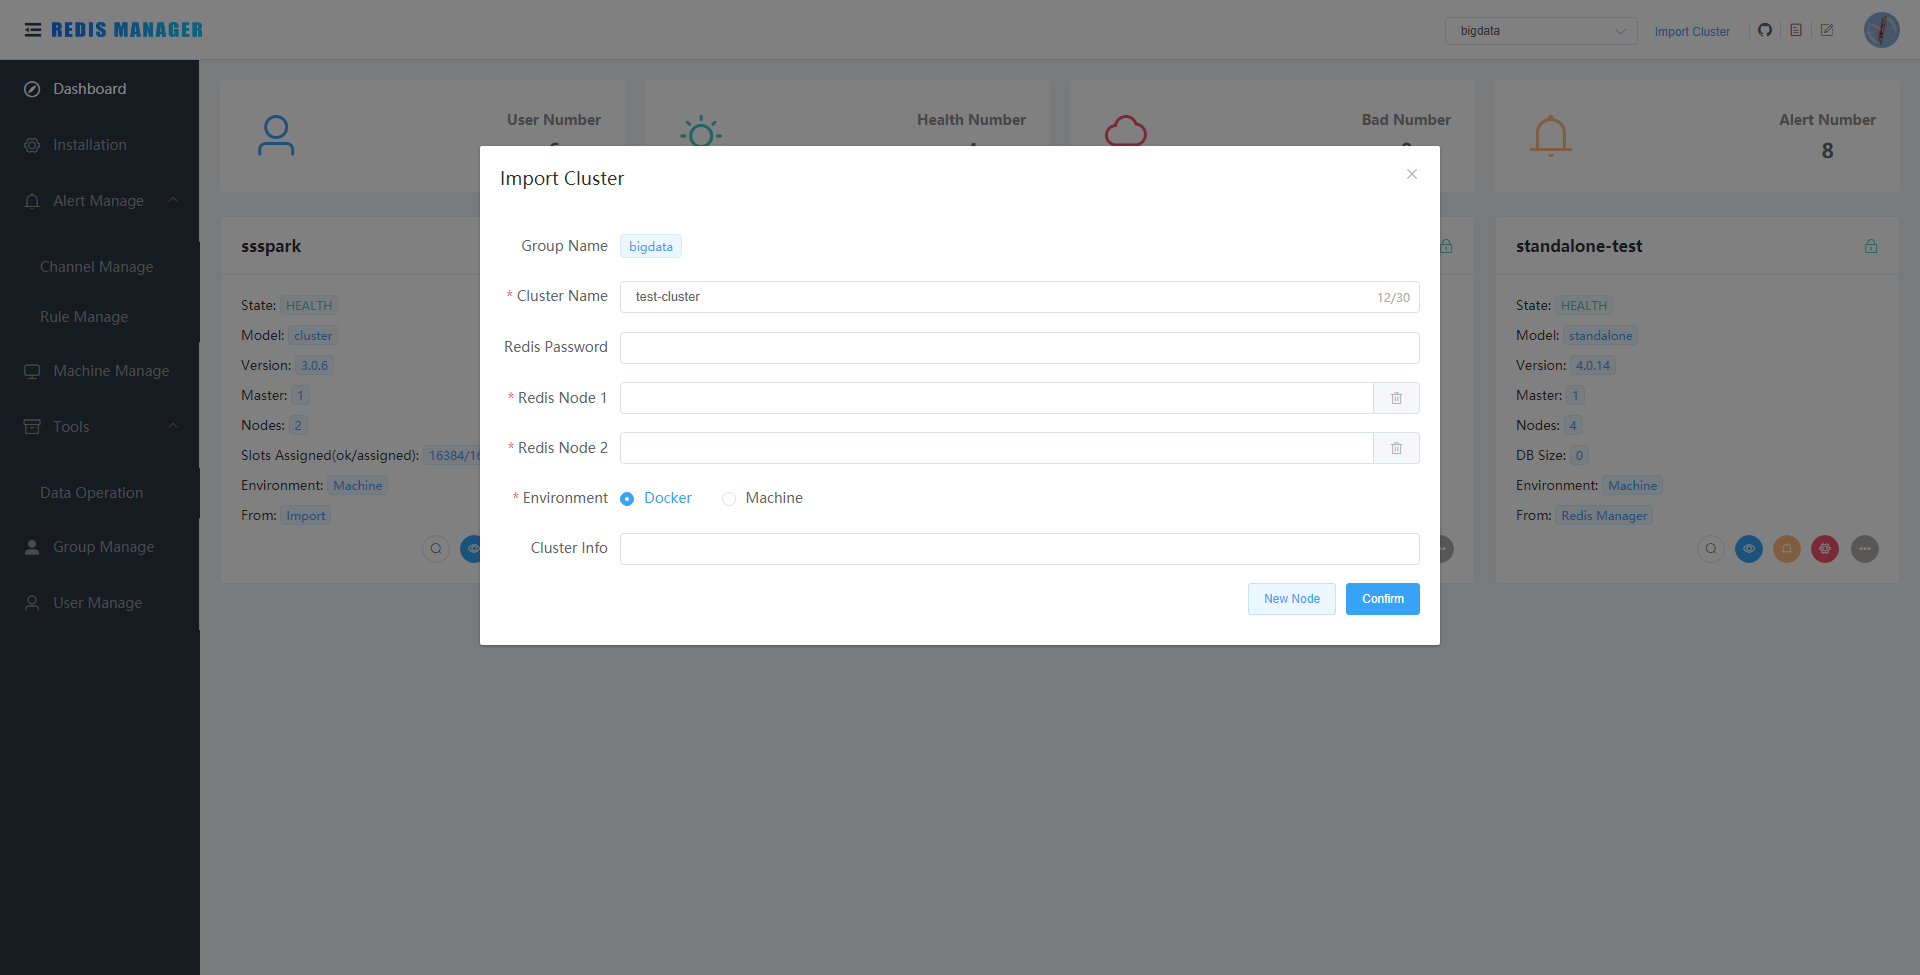 REDIS MANAGER
bigdata
Import Cluster
Dashboard
Installation
Alert Manage
Channel Manage
Rule Manage
Machine Manage
Tools
Data Operation
Group Manage
User Manage
User Number
Health Number
Bad Number
Alert Number
8
ssspark
State: HEALTH
Model: cluster
Version: 3.0.6
Master: 1
Nodes: 2
Slots Assigned(ok/assigned): 16384/16
Environment: Machine
From: Import
Import Cluster
Group Name bigdata
* Cluster Name test-cluster 12/30
Redis Password
* Redis Node 1
* Redis Node 2
* Environment Docker Machine
Cluster Info
New Node Confirm
standalone-test
State: HEALTH
Model: standalone
Version: 4.0.14
Master: 1
Nodes: 4
DB Size: 0
Environment: Machine
From: Redis Manager